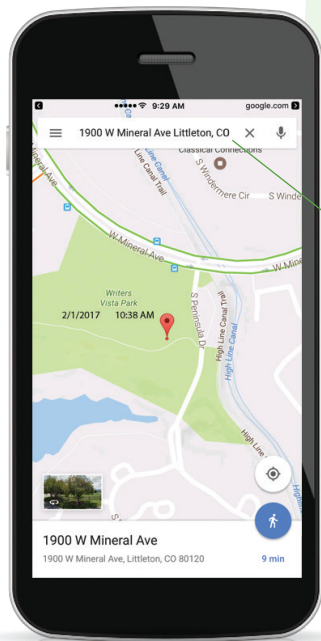 9:29 AM
google.com
1900 W Mineral Ave Littleton, CO
Classical Connections
Line Canal Trail
Line Canal
S Windermere Cir
S Winde
Mineral Ave
W Mineral Ave
W Mine
Writers
Vista Park
2/1/2017 10:38 AM
S Peninsula Dr
High Line Canal Trail
High Line Canal
High Line
Highline
1900 W Mineral Ave
1900 W Mineral Ave, Littleton, CO 80120
9 min